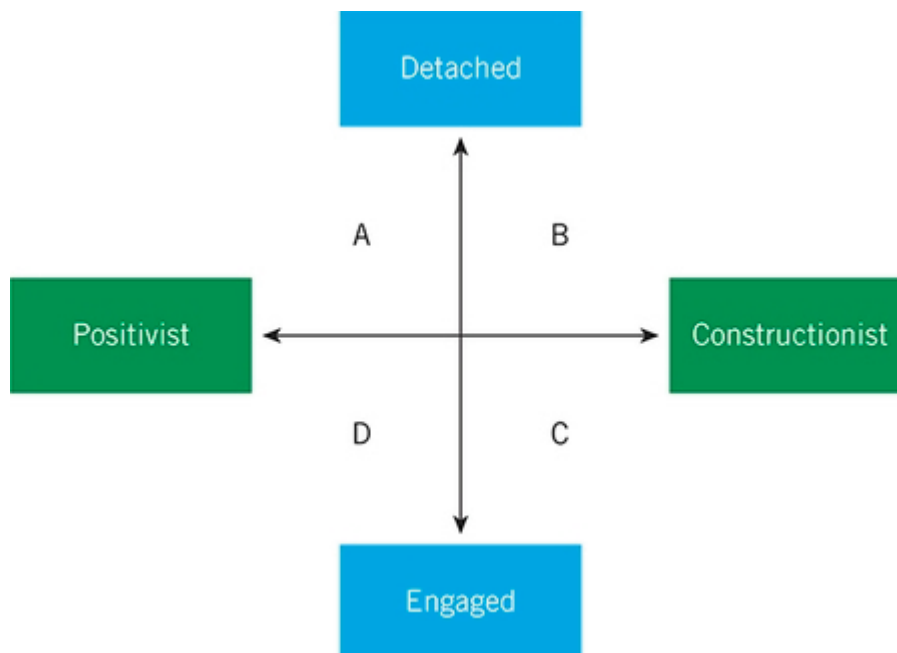 Detached
A
B
Positivist
Constructionist
D
C
Engaged